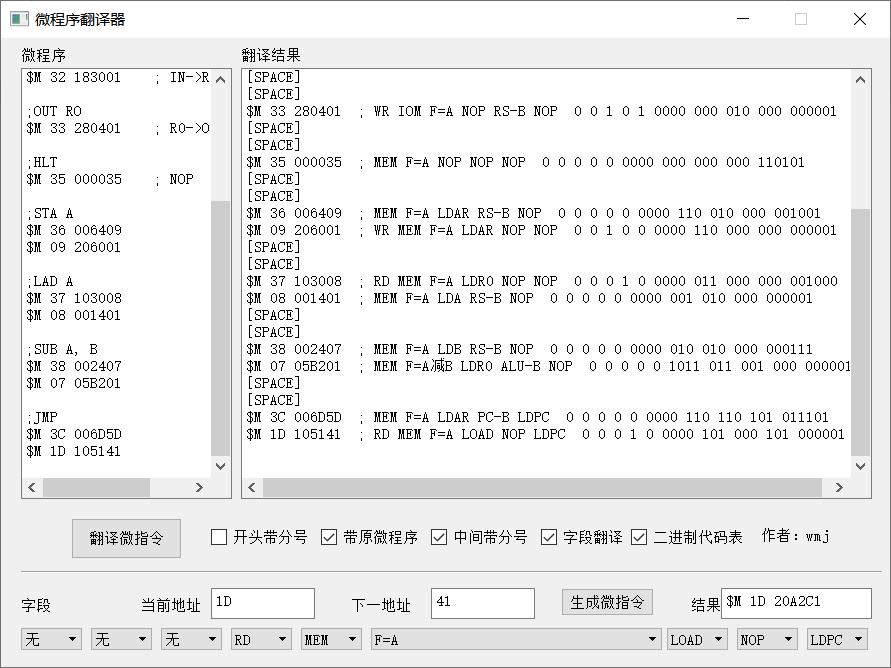 微程序翻译器
微程序
$M 32 183001    ; IN->R
;OUT RO
$M 33 280401    ; RO->O
;HLT
$M 35 000035    ; NOP
;STA A
$M 36 006409
$M 09 206001
;LAD A
$M 37 103008
$M 08 001401
;SUB A, B
$M 38 002407
$M 07 05B201
;JMP
$M 3C 006D5D
$M 1D 105141
翻译结果
[SPACE]
[SPACE]
$M 33 280401  ; WR IOM F=A NOP RS-B NOP  0 0 1 0 1 0000 000 010 000 000001
[SPACE]
[SPACE]
$M 35 000035  ; MEM F=A NOP NOP NOP  0 0 0 0 0 0000 000 000 000 110101
[SPACE]
[SPACE]
$M 36 006409  ; MEM F=A LDAR RS-B NOP  0 0 0 0 0 0000 110 010 000 001001
$M 09 206001  ; WR MEM F=A LDAR NOP NOP  0 0 1 0 0 0000 110 000 000 000001
[SPACE]
[SPACE]
$M 37 103008  ; RD MEM F=A LDRO NOP NOP  0 0 0 1 0 0000 011 000 000 001000
$M 08 001401  ; MEM F=A LDA RS-B NOP  0 0 0 0 0 0000 001 010 000 000001
[SPACE]
[SPACE]
$M 38 002407  ; MEM F=A LDB RS-B NOP  0 0 0 0 0 0000 010 010 000 000111
$M 07 05B201  ; MEM F=A减B LDRO ALU-B NOP  0 0 0 0 0 1011 011 001 000 000001
[SPACE]
[SPACE]
$M 3C 006D5D  ; MEM F=A LDAR PC-B LDPC  0 0 0 0 0 0000 110 110 101 011101
$M 1D 105141  ; RD MEM F=A LOAD NOP LDPC  0 0 0 1 0 0000 101 000 101 000001
翻译微指令 开头带分号 带原微程序 中间带分号 字段翻译 二进制代码表 作者：wmj
字段 当前地址 1D 下一地址 41 生成微指令 结果 $M 1D 20A2C1
无 无 无 RD MEM F=A LOAD NOP LDPC